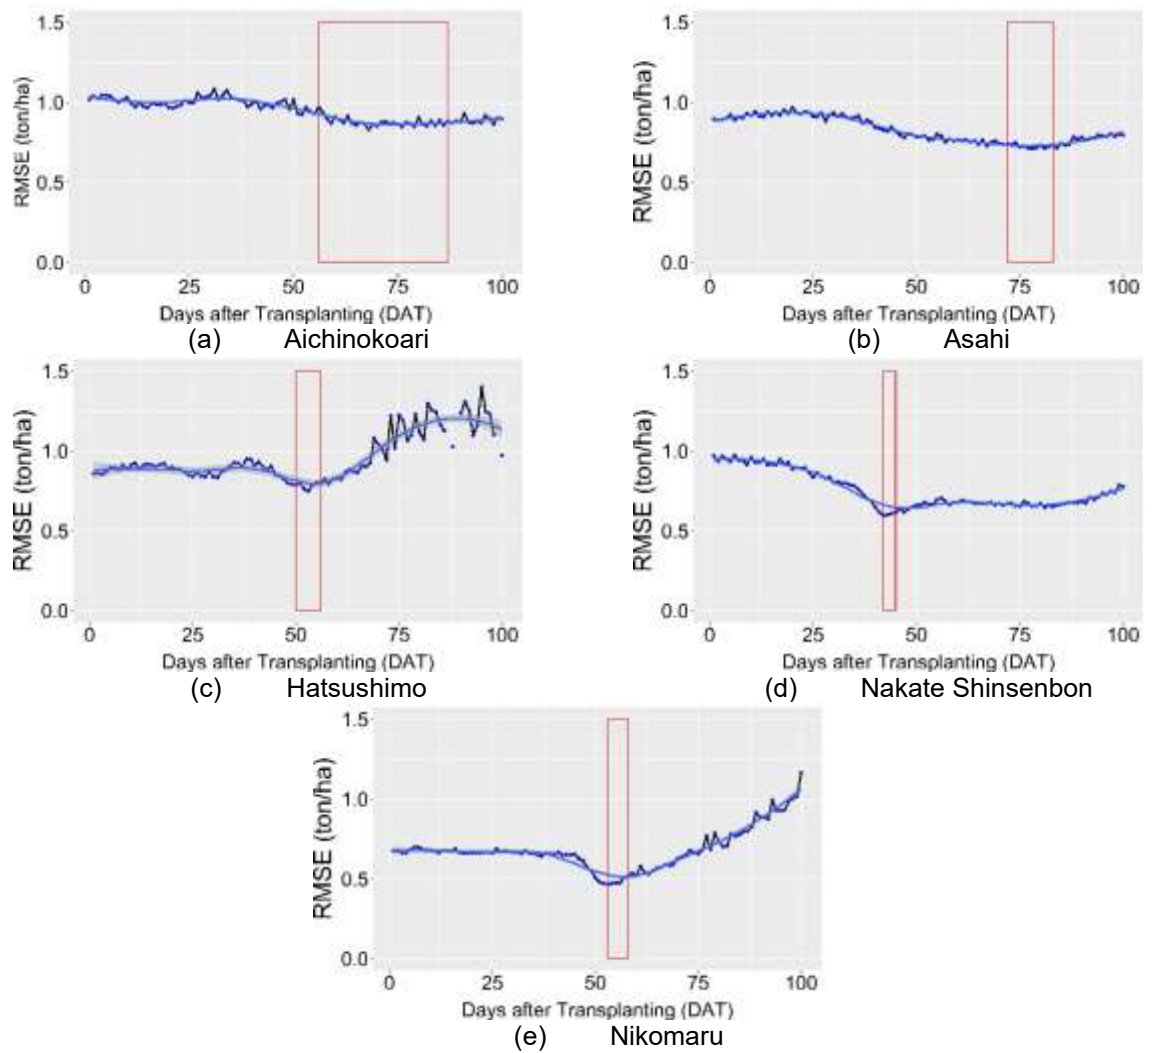 1.5
1.0
0.5
0.0
RMSE (ton/ha)
0 25 50 75 100
Days after Transplanting (DAT)
(a) Aichinokoari
1.5
1.0
0.5
0.0
RMSE (ton/ha)
0 25 50 75 100
Days after Transplanting (DAT)
(b) Asahi
1.5
1.0
0.5
0.0
RMSE (ton/ha)
0 25 50 75 100
Days after Transplanting (DAT)
(c) Hatsushimo
1.5
1.0
0.5
0.0
RMSE (ton/ha)
0 25 50 75 100
Days after Transplanting (DAT)
(d) Nakate Shinsenbon
1.5
1.0
0.5
0.0
RMSE (ton/ha)
0 25 50 75 100
Days after Transplanting (DAT)
(e) Nikomaru